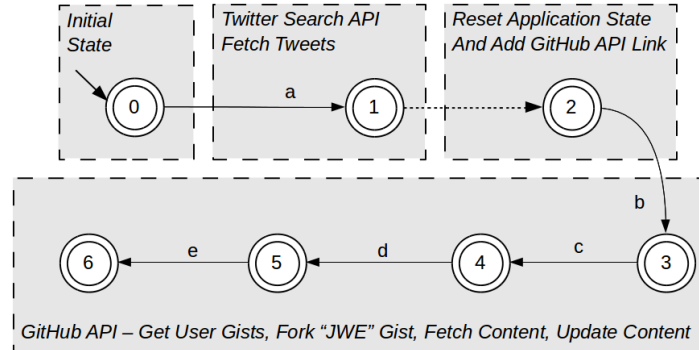 Initial
State
Twitter Search API
Fetch Tweets
Reset Application State
And Add GitHub API Link
0
a
1
2
b
6
e
5
d
4
c
3
GitHub API – Get User Gists, Fork “JWE” Gist, Fetch Content, Update Content